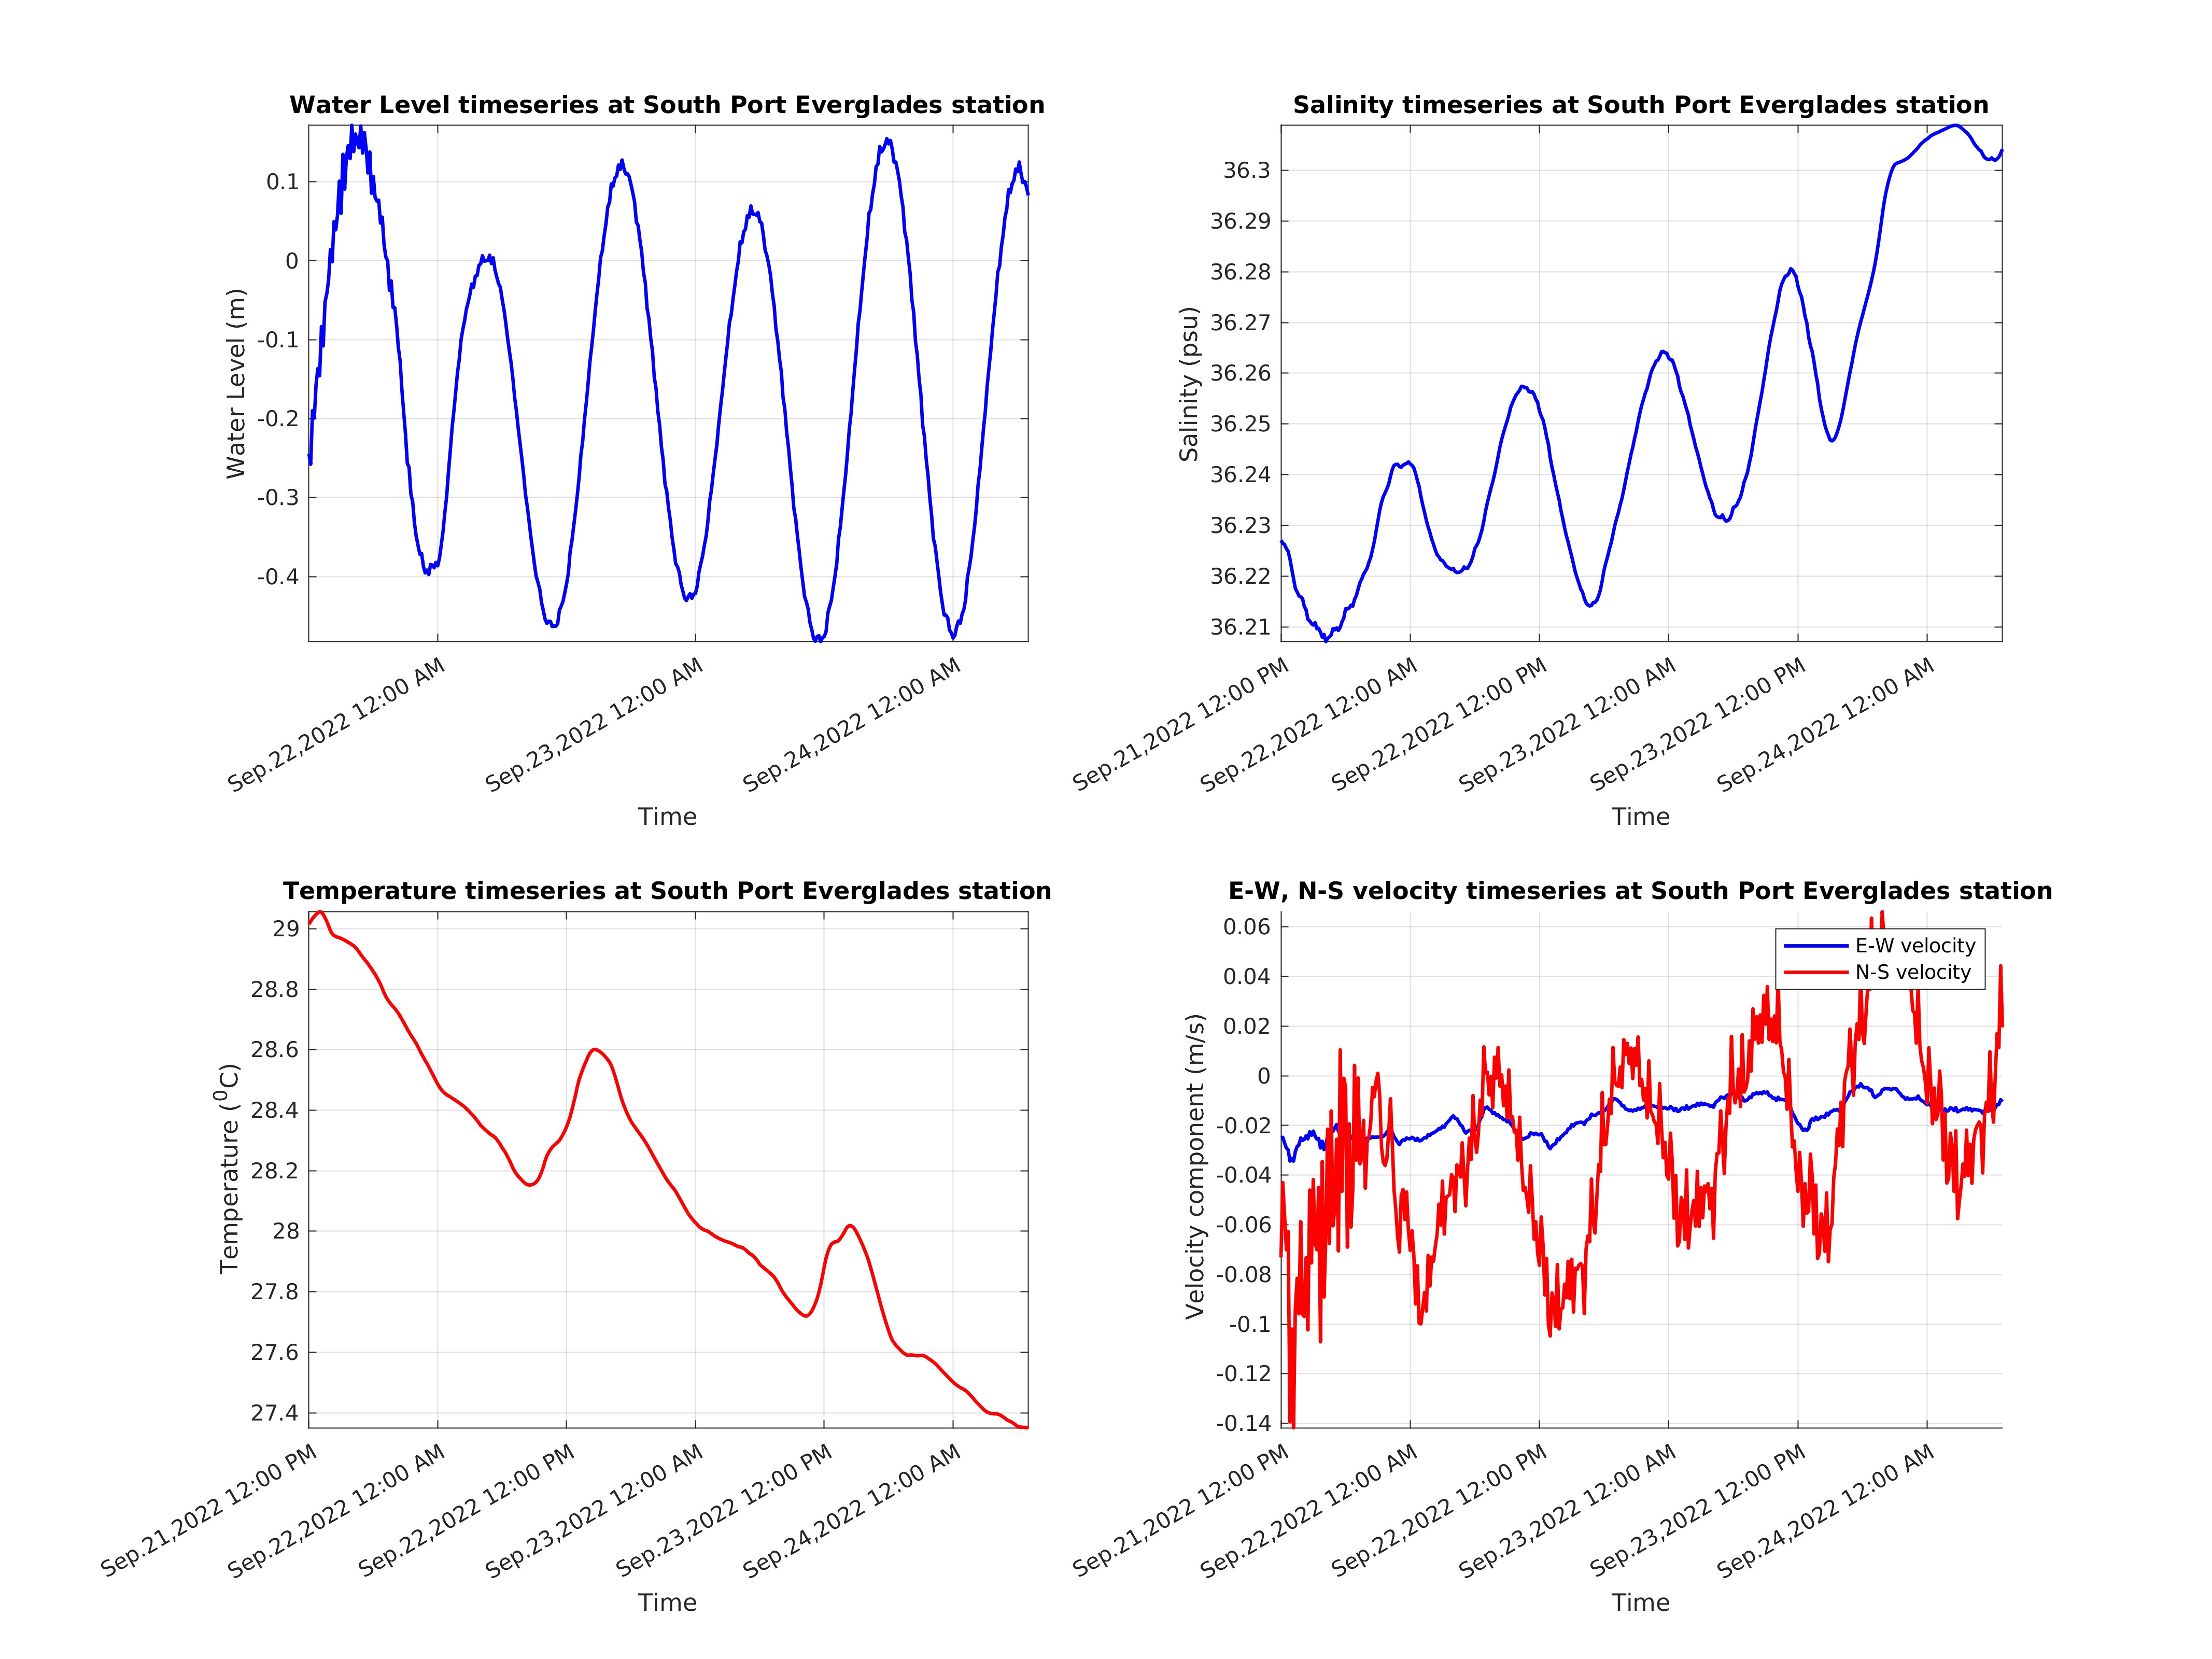 Water Level timeseries at South Port Everglades station
Water Level (m)
0.1
0
-0.1
-0.2
-0.3
-0.4
Sep.22,2022 12:00 AM
Sep.23,2022 12:00 AM
Sep.24,2022 12:00 AM
Time
Salinity timeseries at South Port Everglades station
Salinity (psu)
36.3
36.29
36.28
36.27
36.26
36.25
36.24
36.23
36.22
36.21
Sep.21,2022 12:00 PM
Sep.22,2022 12:00 AM
Sep.22,2022 12:00 PM
Sep.23,2022 12:00 AM
Sep.23,2022 12:00 PM
Sep.24,2022 12:00 AM
Time
Temperature timeseries at South Port Everglades station
Temperature (⁰C)
29
28.8
28.6
28.4
28.2
28
27.8
27.6
27.4
Sep.21,2022 12:00 PM
Sep.22,2022 12:00 AM
Sep.22,2022 12:00 PM
Sep.23,2022 12:00 AM
Sep.23,2022 12:00 PM
Sep.24,2022 12:00 AM
Time
E-W, N-S velocity timeseries at South Port Everglades station
Velocity component (m/s)
0.06
0.04
0.02
0
-0.02
-0.04
-0.06
-0.08
-0.1
-0.12
-0.14
E-W velocity
N-S velocity
Sep.21,2022 12:00 PM
Sep.22,2022 12:00 AM
Sep.22,2022 12:00 PM
Sep.23,2022 12:00 AM
Sep.23,2022 12:00 PM
Sep.24,2022 12:00 AM
Time